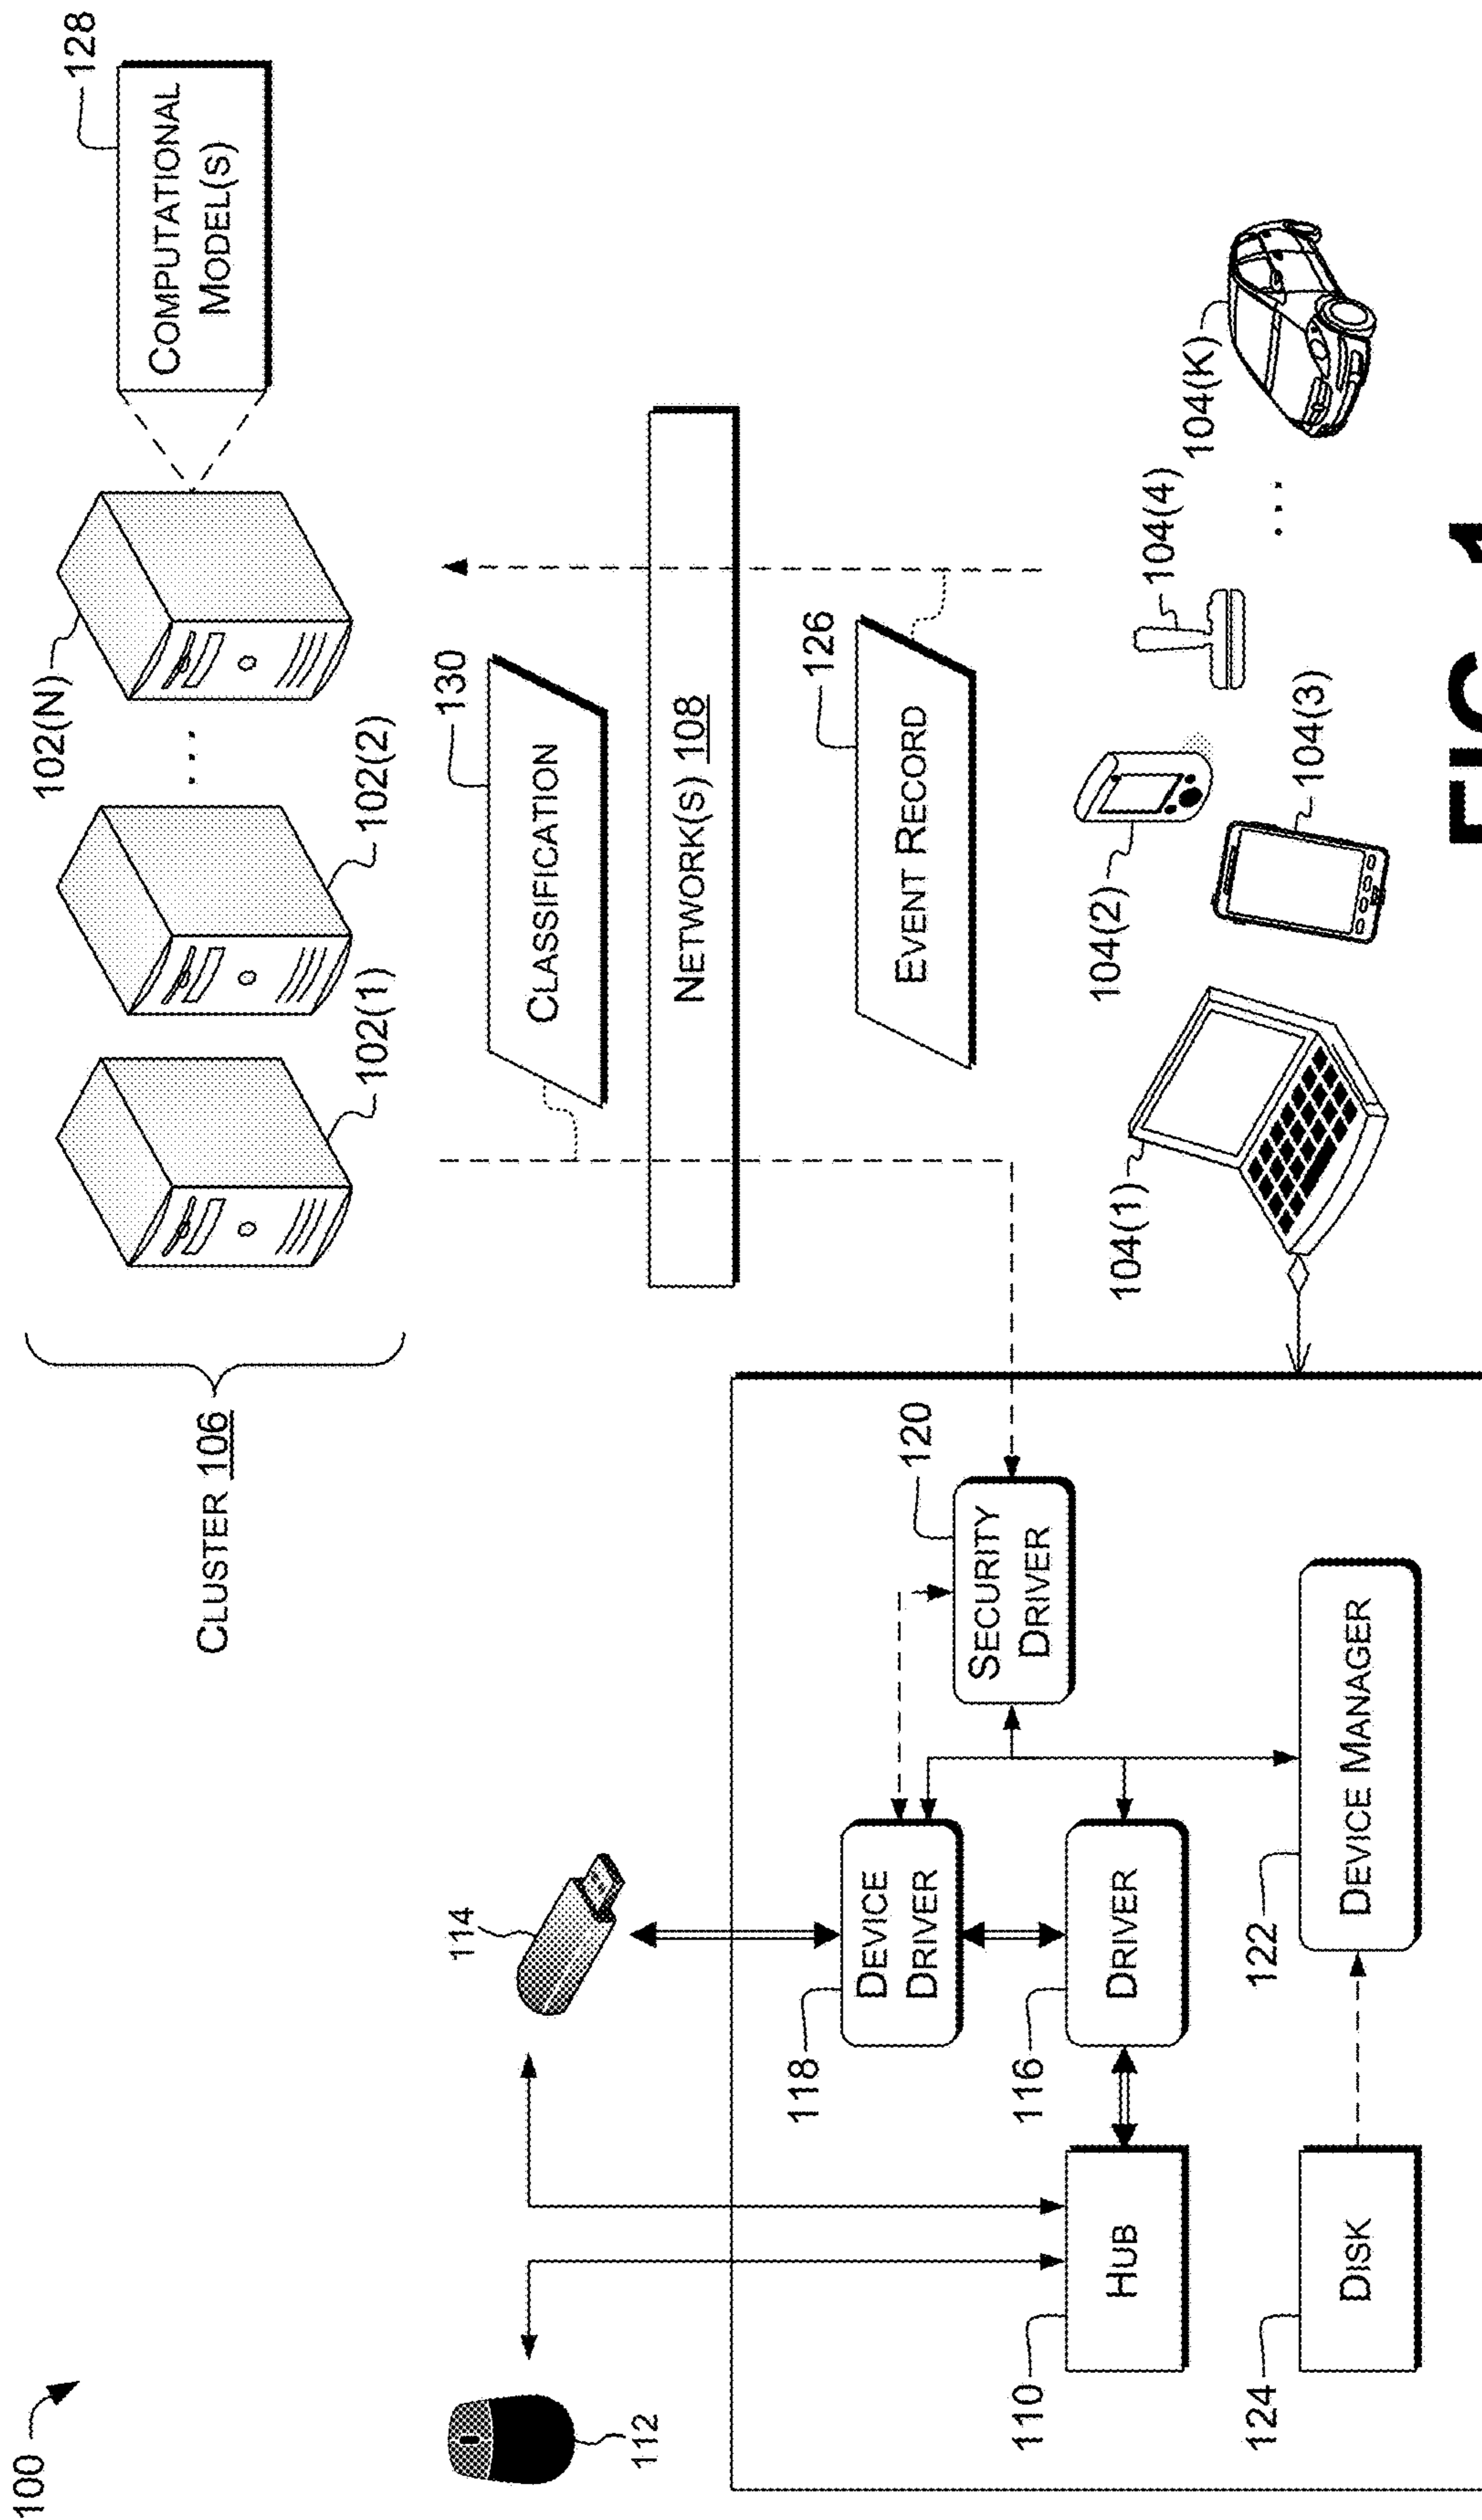 100
CLUSTER 106
102(1)
102(2)
102(N)
128
COMPUTATIONAL
MODEL(S)
130
CLASSIFICATION
NETWORK(S) 108
126
EVENT RECORD
112
114
118
DEVICE
DRIVER
120
SECURITY
DRIVER
110
HUB
116
DRIVER
124
DISK
122
DEVICE MANAGER
104(1)
104(2)
104(3)
104(4)
104(K)
...
...